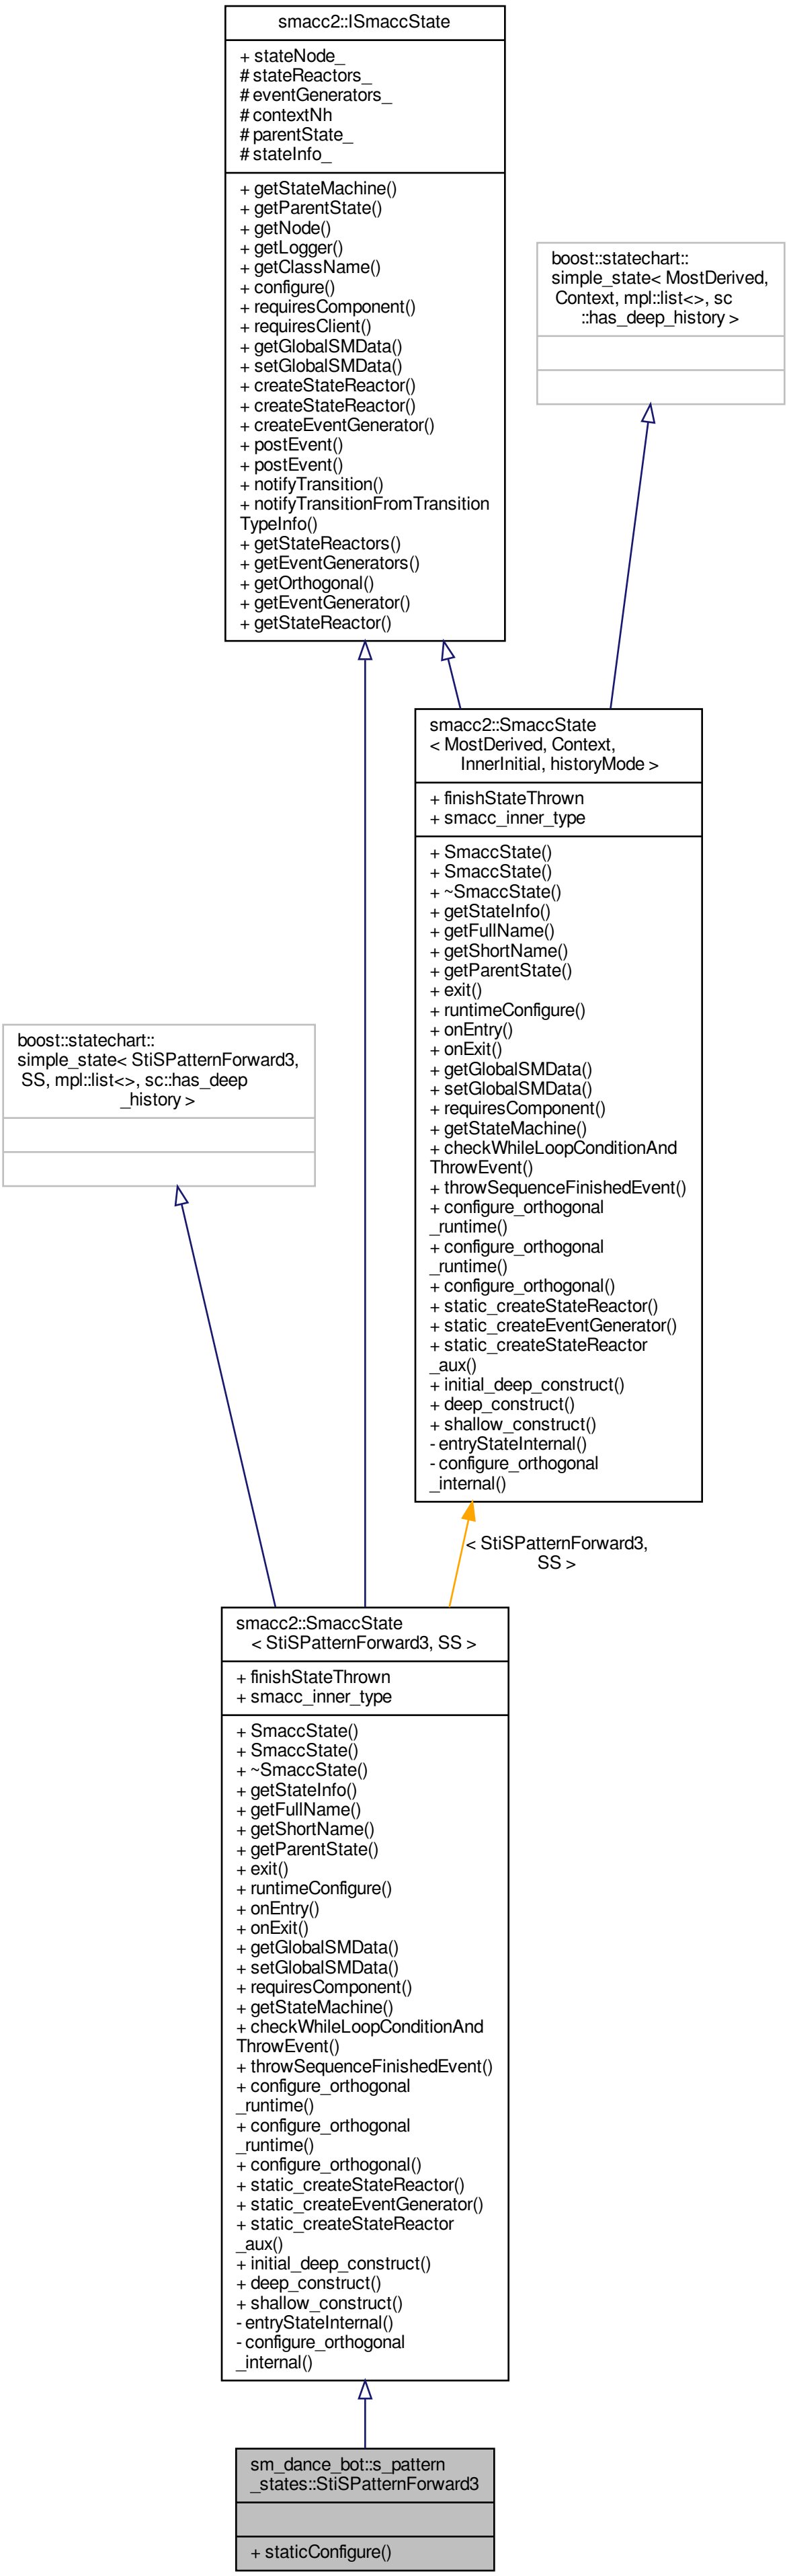 smacc2::ISmaccState
+ stateNode_
# stateReactors_
# eventGenerators_
# contextNh
# parentState_
# stateInfo_
+ getStateMachine()
+ getParentState()
+ getNode()
+ getLogger()
+ getClassName()
+ configure()
+ requiresComponent()
+ requiresClient()
+ getGlobalSMData()
+ setGlobalSMData()
+ createStateReactor()
+ createStateReactor()
+ createEventGenerator()
+ postEvent()
+ postEvent()
+ notifyTransition()
+ notifyTransitionFromTransition
TypeInfo()
+ getStateReactors()
+ getEventGenerators()
+ getOrthogonal()
+ getEventGenerator()
+ getStateReactor()
boost::statechart::
simple_state< MostDerived,
Context, mpl::list<>, sc
::has_deep_history >
smacc2::SmaccState
< MostDerived, Context,
InnerInitial, historyMode >
+ finishStateThrown
+ smacc_inner_type
+ SmaccState()
+ SmaccState()
+ ~SmaccState()
+ getStateInfo()
+ getFullName()
+ getShortName()
+ getParentState()
+ exit()
+ runtimeConfigure()
+ onEntry()
+ onExit()
+ getGlobalSMData()
+ setGlobalSMData()
+ requiresComponent()
+ getStateMachine()
+ checkWhileLoopConditionAnd
ThrowEvent()
+ throwSequenceFinishedEvent()
+ configure_orthogonal
_runtime()
+ configure_orthogonal
_runtime()
+ configure_orthogonal()
+ static_createStateReactor()
+ static_createEventGenerator()
+ static_createStateReactor
_aux()
+ initial_deep_construct()
+ deep_construct()
+ shallow_construct()
- entryStateInternal()
- configure_orthogonal
_internal()
boost::statechart::
simple_state< StiSPatternForward3,
SS, mpl::list<>, sc::has_deep
_history >
< StiSPatternForward3,
SS >
smacc2::SmaccState
< StiSPatternForward3, SS >
+ finishStateThrown
+ smacc_inner_type
+ SmaccState()
+ SmaccState()
+ ~SmaccState()
+ getStateInfo()
+ getFullName()
+ getShortName()
+ getParentState()
+ exit()
+ runtimeConfigure()
+ onEntry()
+ onExit()
+ getGlobalSMData()
+ setGlobalSMData()
+ requiresComponent()
+ getStateMachine()
+ checkWhileLoopConditionAnd
ThrowEvent()
+ throwSequenceFinishedEvent()
+ configure_orthogonal
_runtime()
+ configure_orthogonal
_runtime()
+ configure_orthogonal()
+ static_createStateReactor()
+ static_createEventGenerator()
+ static_createStateReactor
_aux()
+ initial_deep_construct()
+ deep_construct()
+ shallow_construct()
- entryStateInternal()
- configure_orthogonal
_internal()
sm_dance_bot::s_pattern
_states::StiSPatternForward3
+ staticConfigure()